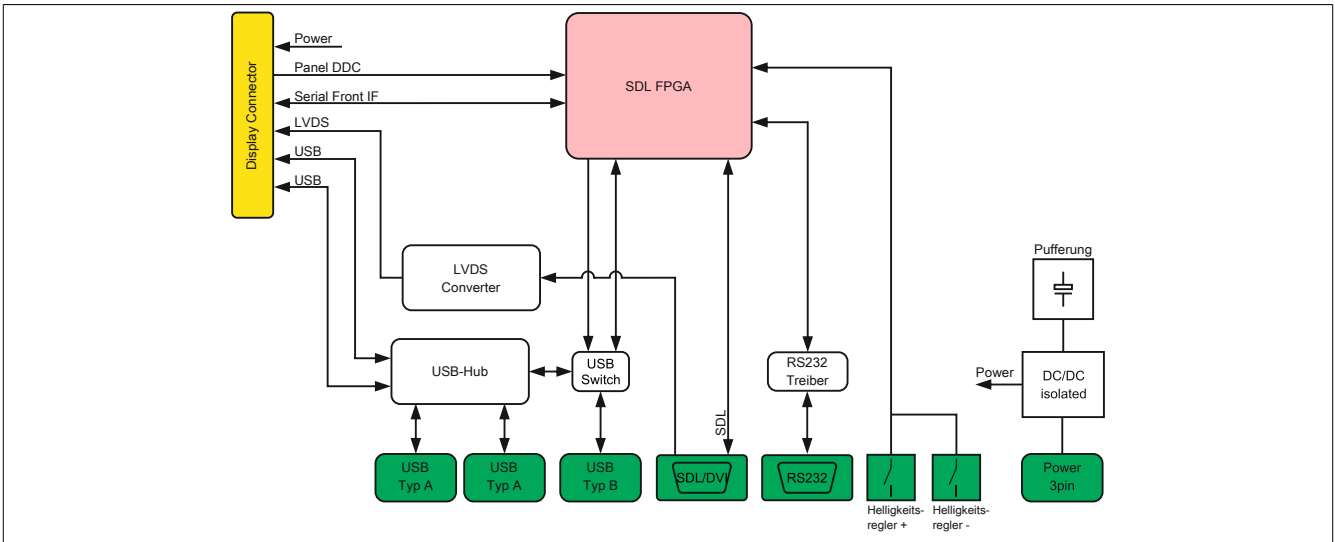 Display Connector
Power
Panel DDC
Serial Front IF
LVDS
USB
USB
SDL FPGA
LVDS
Converter
USB-Hub
USB
Switch
RS232
Treiber
SDL
Pufferung
Power
DC/DC
isolated
USB
Typ A
USB
Typ A
USB
Typ B
SDL/DVI
RS232
Helligkeits-
regler +
Helligkeits-
regler -
Power
3pin